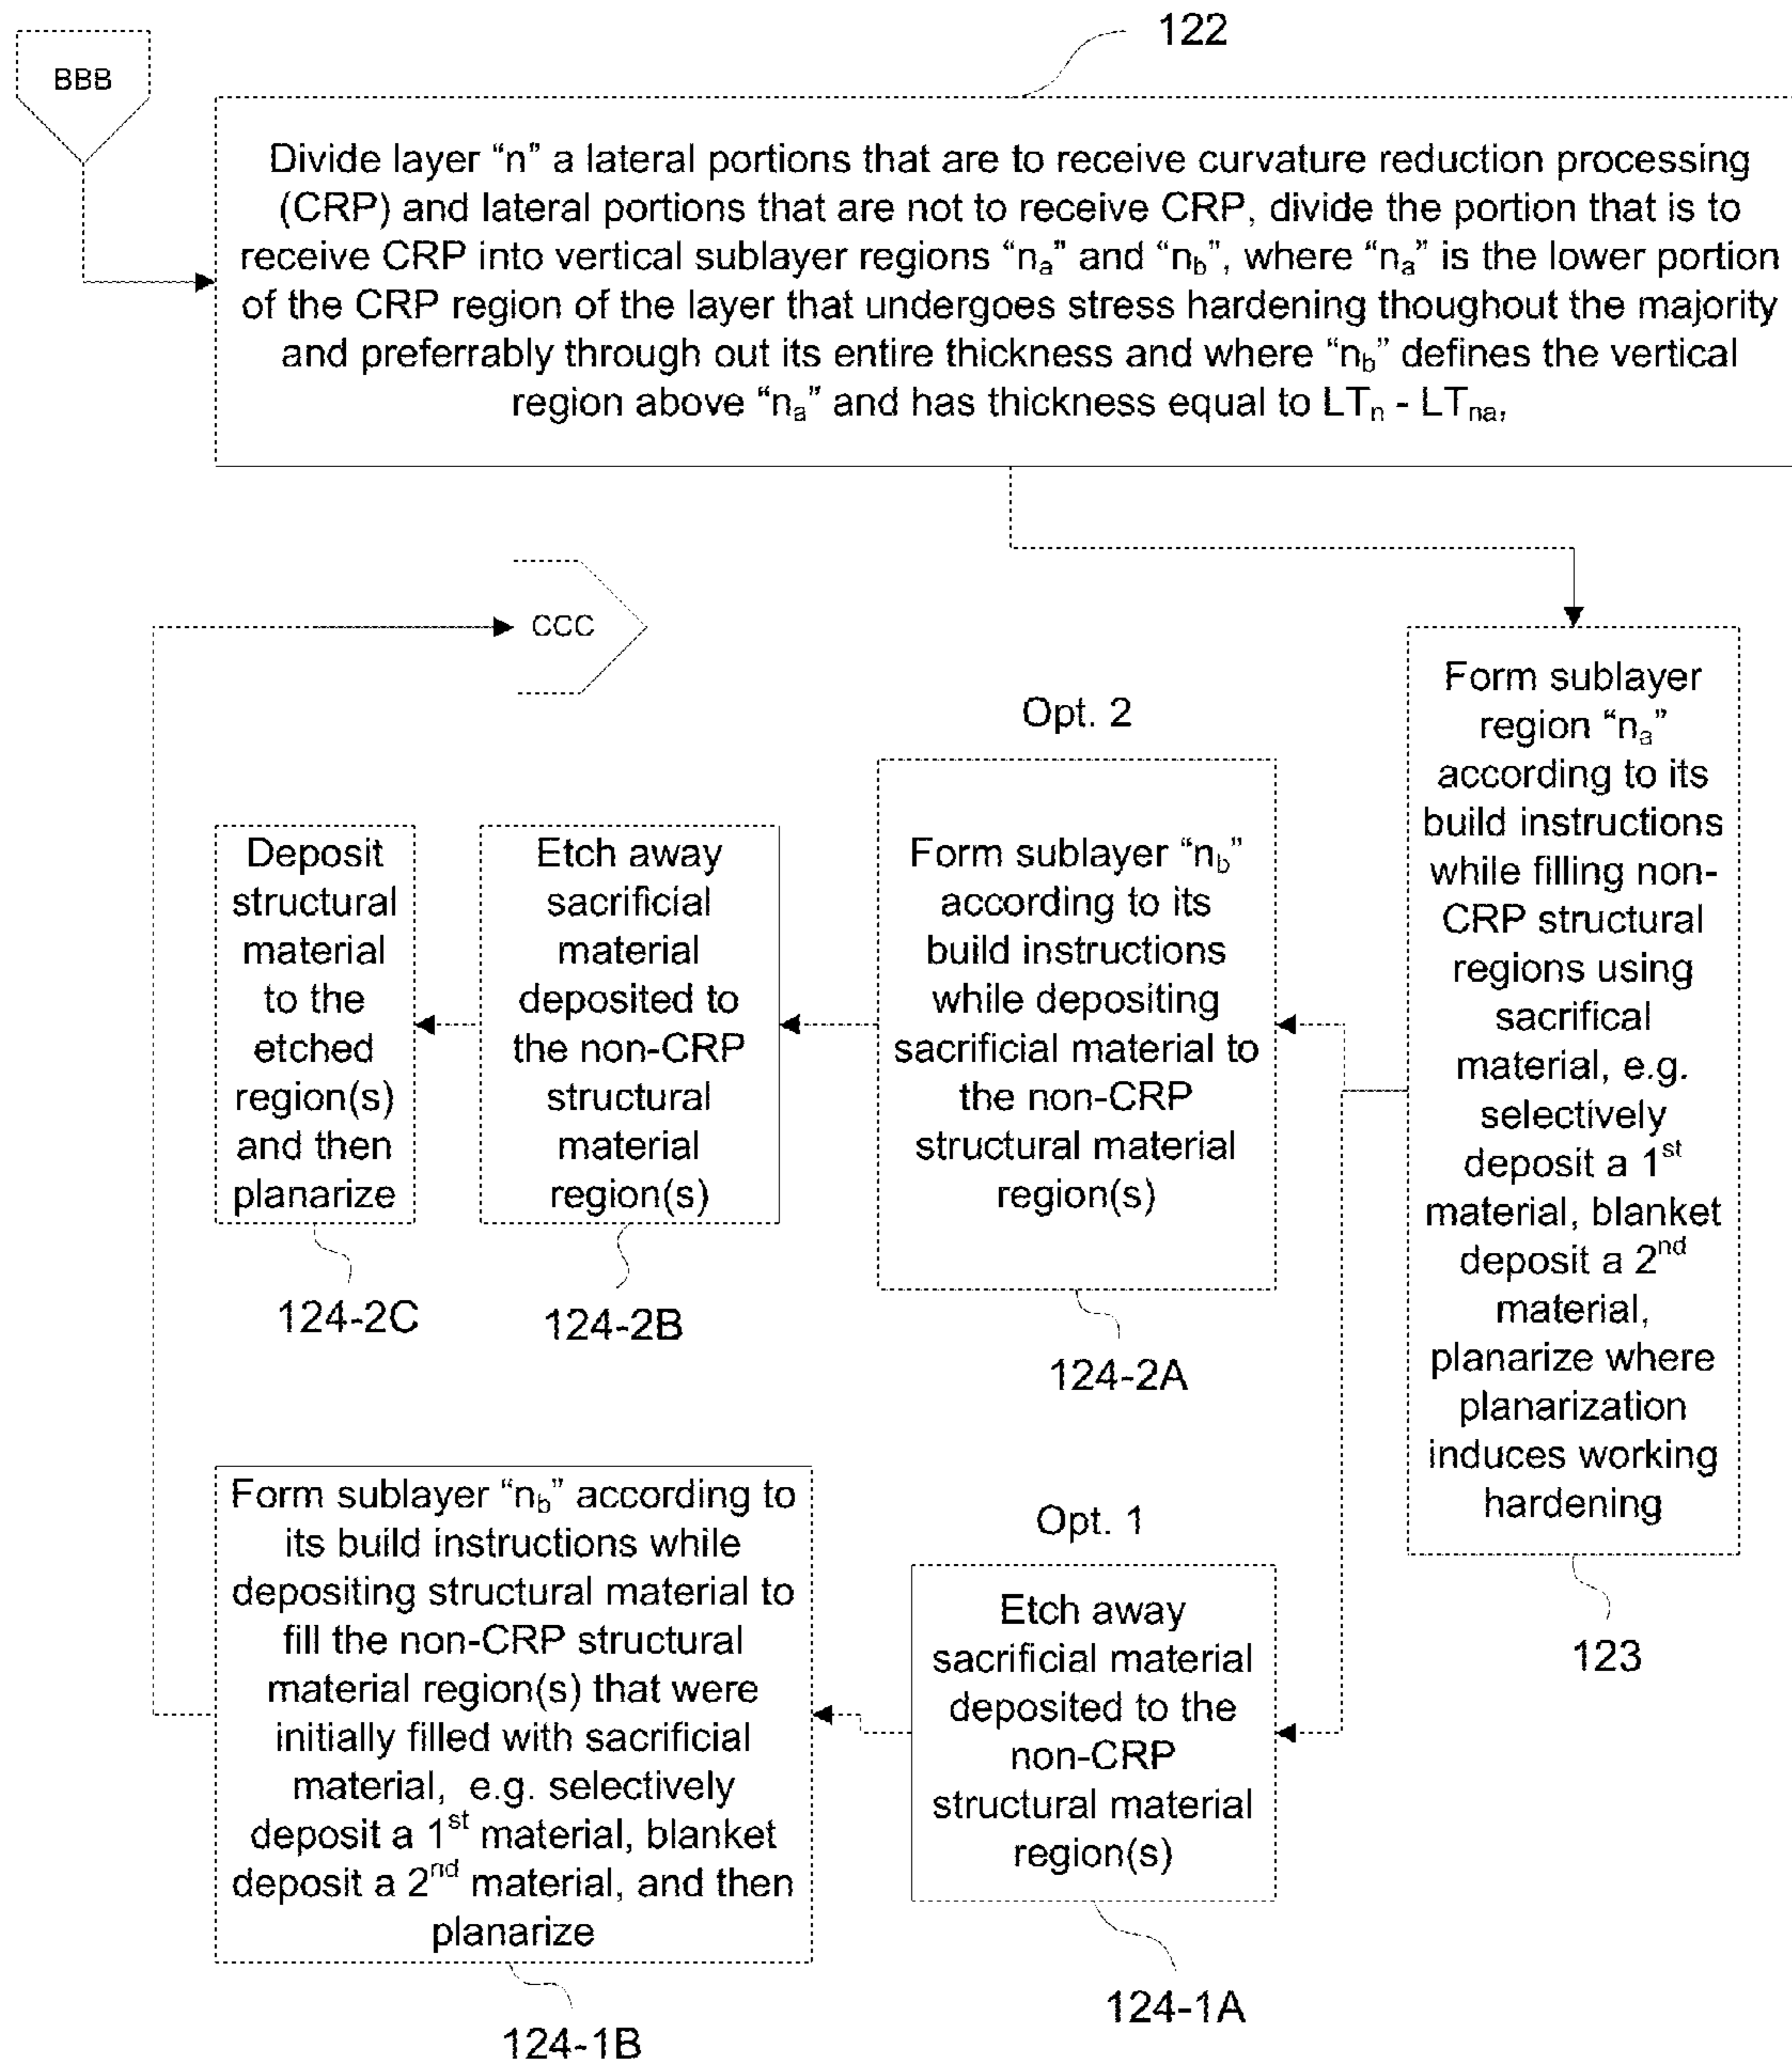 122
BBB
Divide layer “n” a lateral portions that are to receive curvature reduction processing
(CRP) and lateral portions that are not to receive CRP, divide the portion that is to
receive CRP into vertical sublayer regions “na” and “nb”, where “na” is the lower portion
of the CRP region of the layer that undergoes stress hardening thoughout the majority
and preferrably through out its entire thickness and where “nb” defines the vertical
region above “na” and has thickness equal to LTn - LTna,
CCC
Form sublayer
region “na”
according to its
build instructions
while filling non-
CRP structural
regions using
sacrifical
material, e.g.
selectively
deposit a 1st
material, blanket
deposit a 2nd
material,
planarize where
planarization
induces working
hardening
123
Opt. 2
Form sublayer “nb”
according to its
build instructions
while depositing
sacrificial material to
the non-CRP
structural material
region(s)
124-2A
Etch away
sacrificial
material
deposited to
the non-CRP
structural
material
region(s)
124-2B
Deposit
structural
material
to the
etched
region(s)
and then
planarize
124-2C
Opt. 1
Etch away
sacrificial material
deposited to the
non-CRP
structural material
region(s)
124-1A
Form sublayer “nb” according to
its build instructions while
depositing structural material to
fill the non-CRP structural
material region(s) that were
initially filled with sacrificial
material, e.g. selectively
deposit a 1st material, blanket
deposit a 2nd material, and then
planarize
124-1B